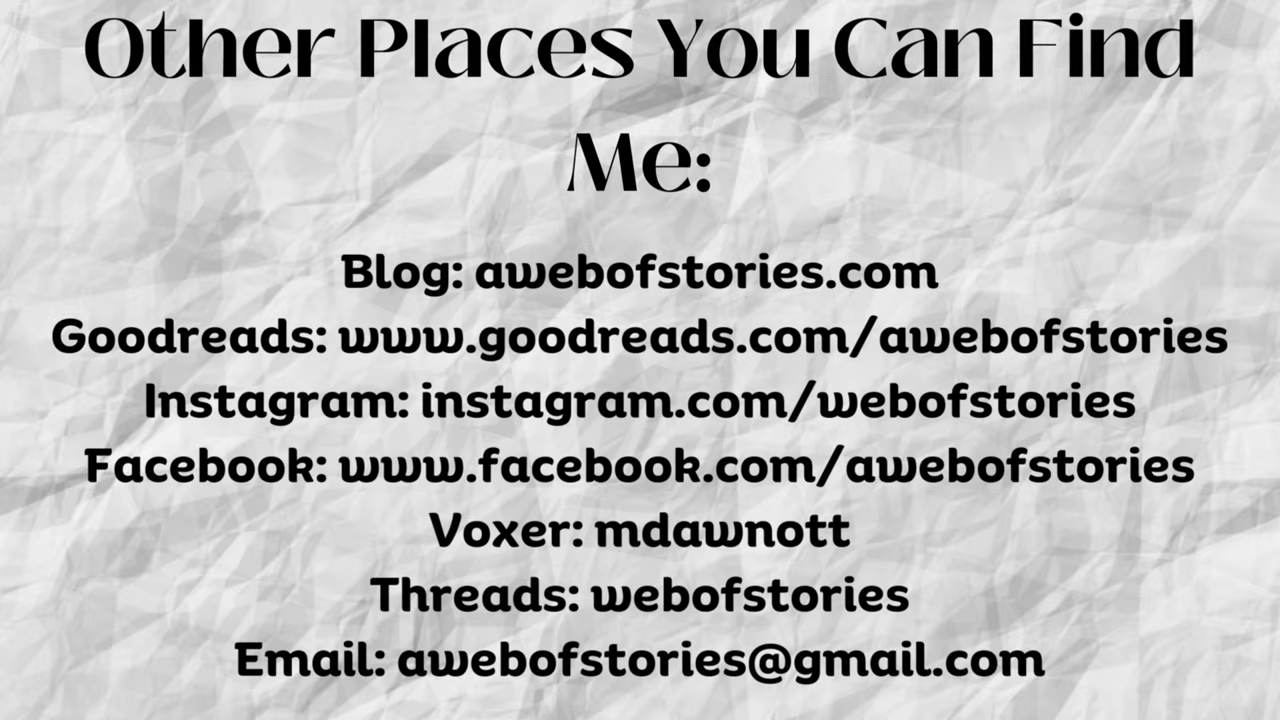 Other Places You Can Find
Me:
Blog: awebofstories.com
Goodreads: www.goodreads.com/awebofstories
Instagram: instagram.com/webofstories
Facebook: www.facebook.com/awebofstories
Voxer: mdawnott
Threads: webofstories
Email: awebofstories@gmail.com